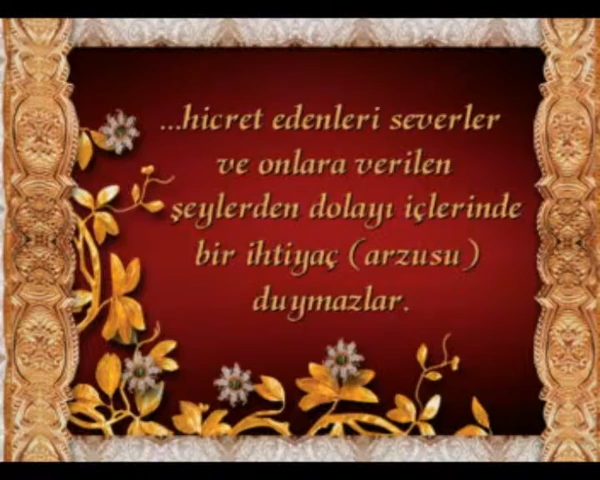 ...hicret edenleri severler
ve onlara verilen
şeylerden dolayı içlerinde
bir ihtiyaç (arzusu)
duymazlar.